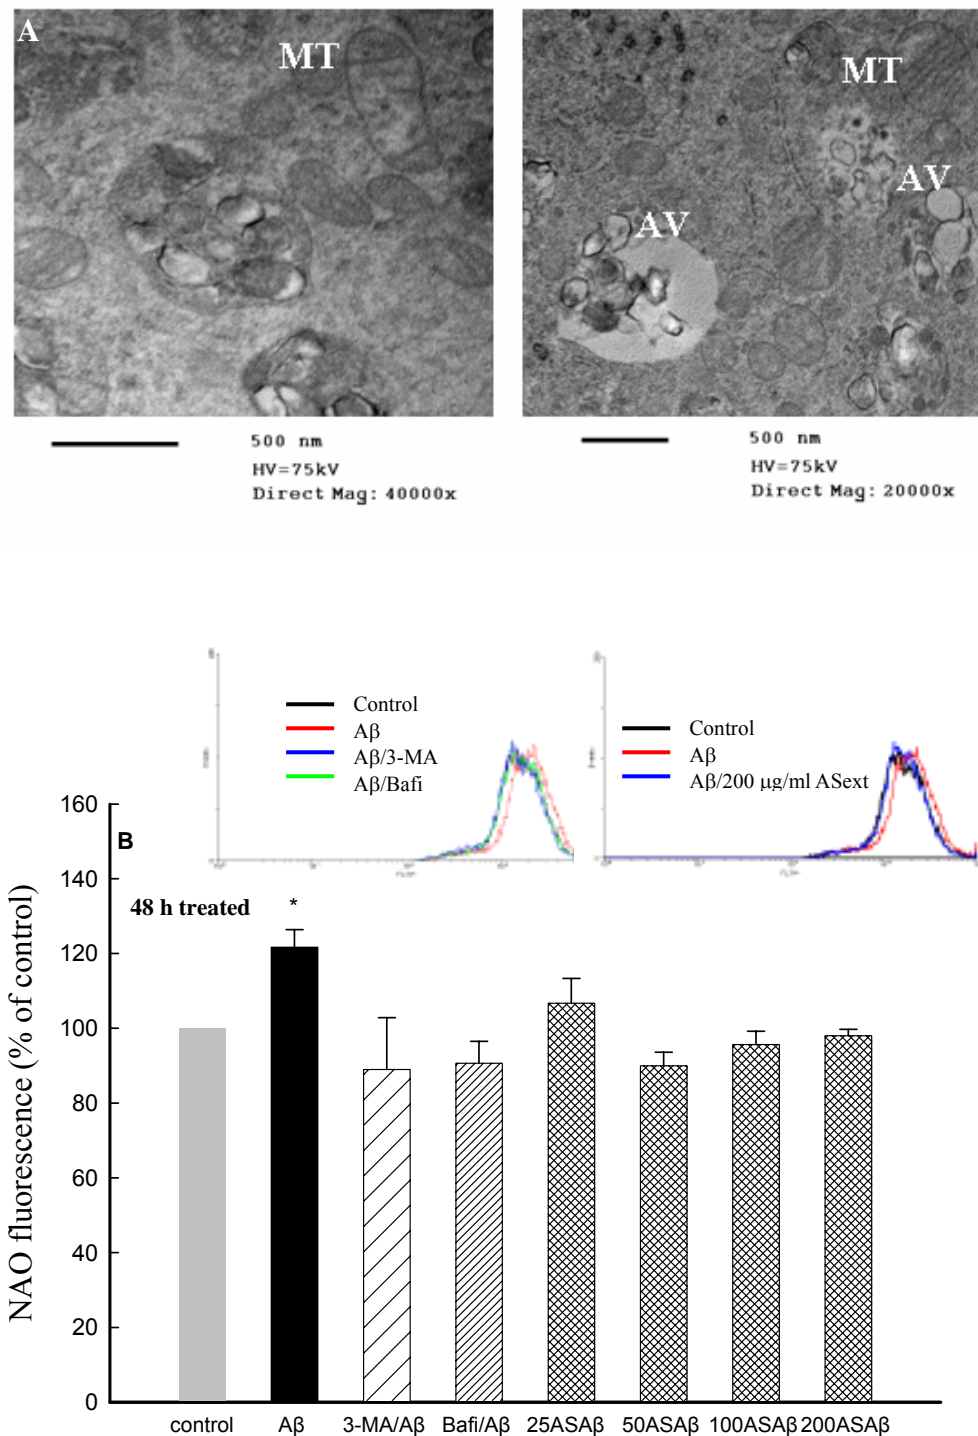 A
MT
MT
AV
AV
500 nm
HV=75kV
Direct Mag: 40000x
500 nm
HV=75kV
Direct Mag: 20000x
Control
Aβ
Aβ/3-MA
Aβ/Bafi
Control
Aβ
Aβ/200 µg/ml ASext
B
48 h treated
*
NAO fluorescence (% of control)
160
140
120
100
80
60
40
20
0
control Aβ 3-MA/Aβ Bafi/Aβ 25ASAβ 50ASAβ 100ASAβ 200ASAβ